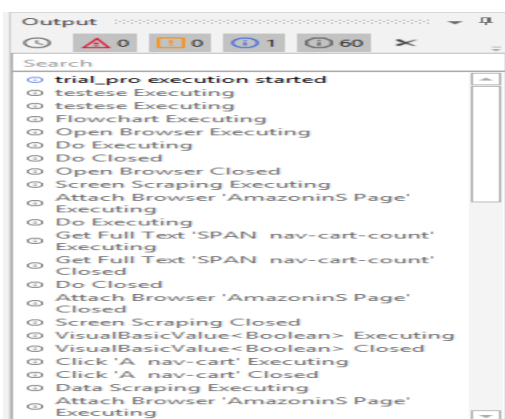 Output
0 0 1 60
Search
trial_pro execution started
testese Executing
testese Executing
Flowchart Executing
Open Browser Executing
Do Executing
Do Closed
Open Browser Closed
Screen Scraping Executing
Attach Browser 'AmazoninS Page'
Executing
Do Executing
Get Full Text 'SPAN nav-cart-count'
Executing
Get Full Text 'SPAN nav-cart-count'
Closed
Do Closed
Attach Browser 'AmazoninS Page'
Closed
Screen Scraping Closed
VisualBasicValue<Boolean> Executing
VisualBasicValue<Boolean> Closed
Click 'A nav-cart' Executing
Click 'A nav-cart' Closed
Data Scraping Executing
Attach Browser 'AmazoninS Page'
Executing